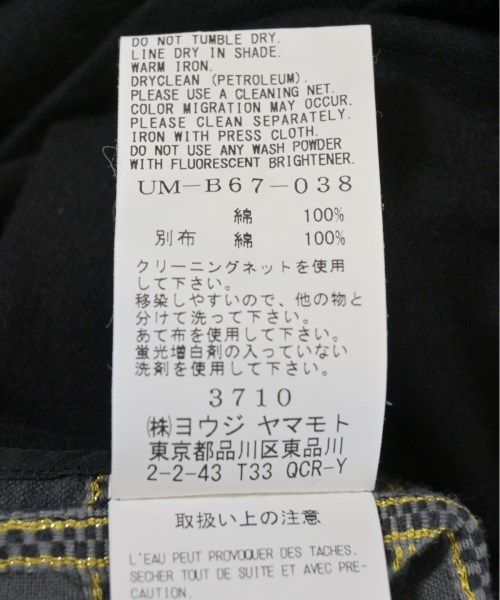 DO NOT TUMBLE DRY.
LINE DRY IN SHADE.
WARM IRON.
DRYCLEAN (PETROLEUM).
PLEASE USE A CLEANING NET.
COLOR MIGRATION MAY OCCUR.
PLEASE CLEAN SEPARATELY.
IRON WITH PRESS CLOTH.
DO NOT USE ANY WASH POWDER
WITH FLUORESCENT BRIGHTENER.
UM-B67-038
綿 100%
別布 綿 100%
クリーニングネットを使用
して下さい。
移染しやすいので、他の物と
分けて洗って下さい。
あて布を使用して下さい。
蛍光増白剤の入っていない
洗剤を使用して下さい。
3710
㈱ヨウジ ヤマモト
東京都品川区東品川
2-2-43 T33 QCR-Y
取扱い上の注意
L'EAU PEUT PROVOQUER DES TACHES.
SECHER TOUT DE SUITE ET AVEC PRE-
CAUTION.